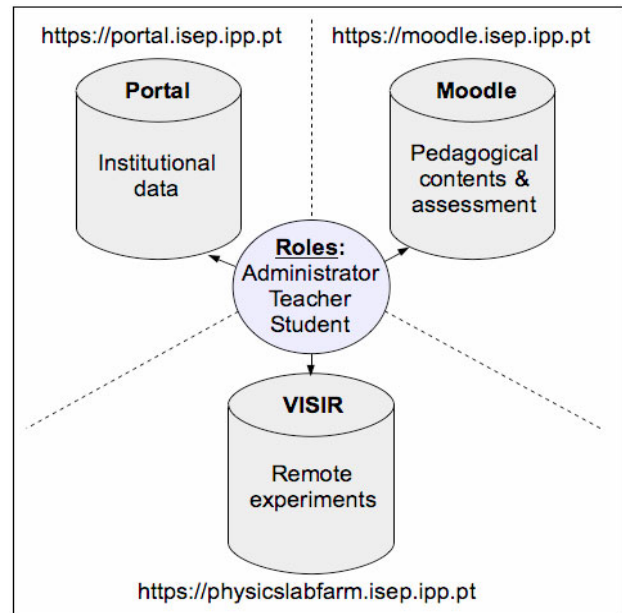 https://portal.isep.ipp.pt
https://moodle.isep.ipp.pt
Portal
Institutional
data
Moodle
Pedagogical
contents &
assessment
Roles:
Administrator
Teacher
Student
VISIR
Remote
experiments
https://physicslabfarm.isep.ipp.pt